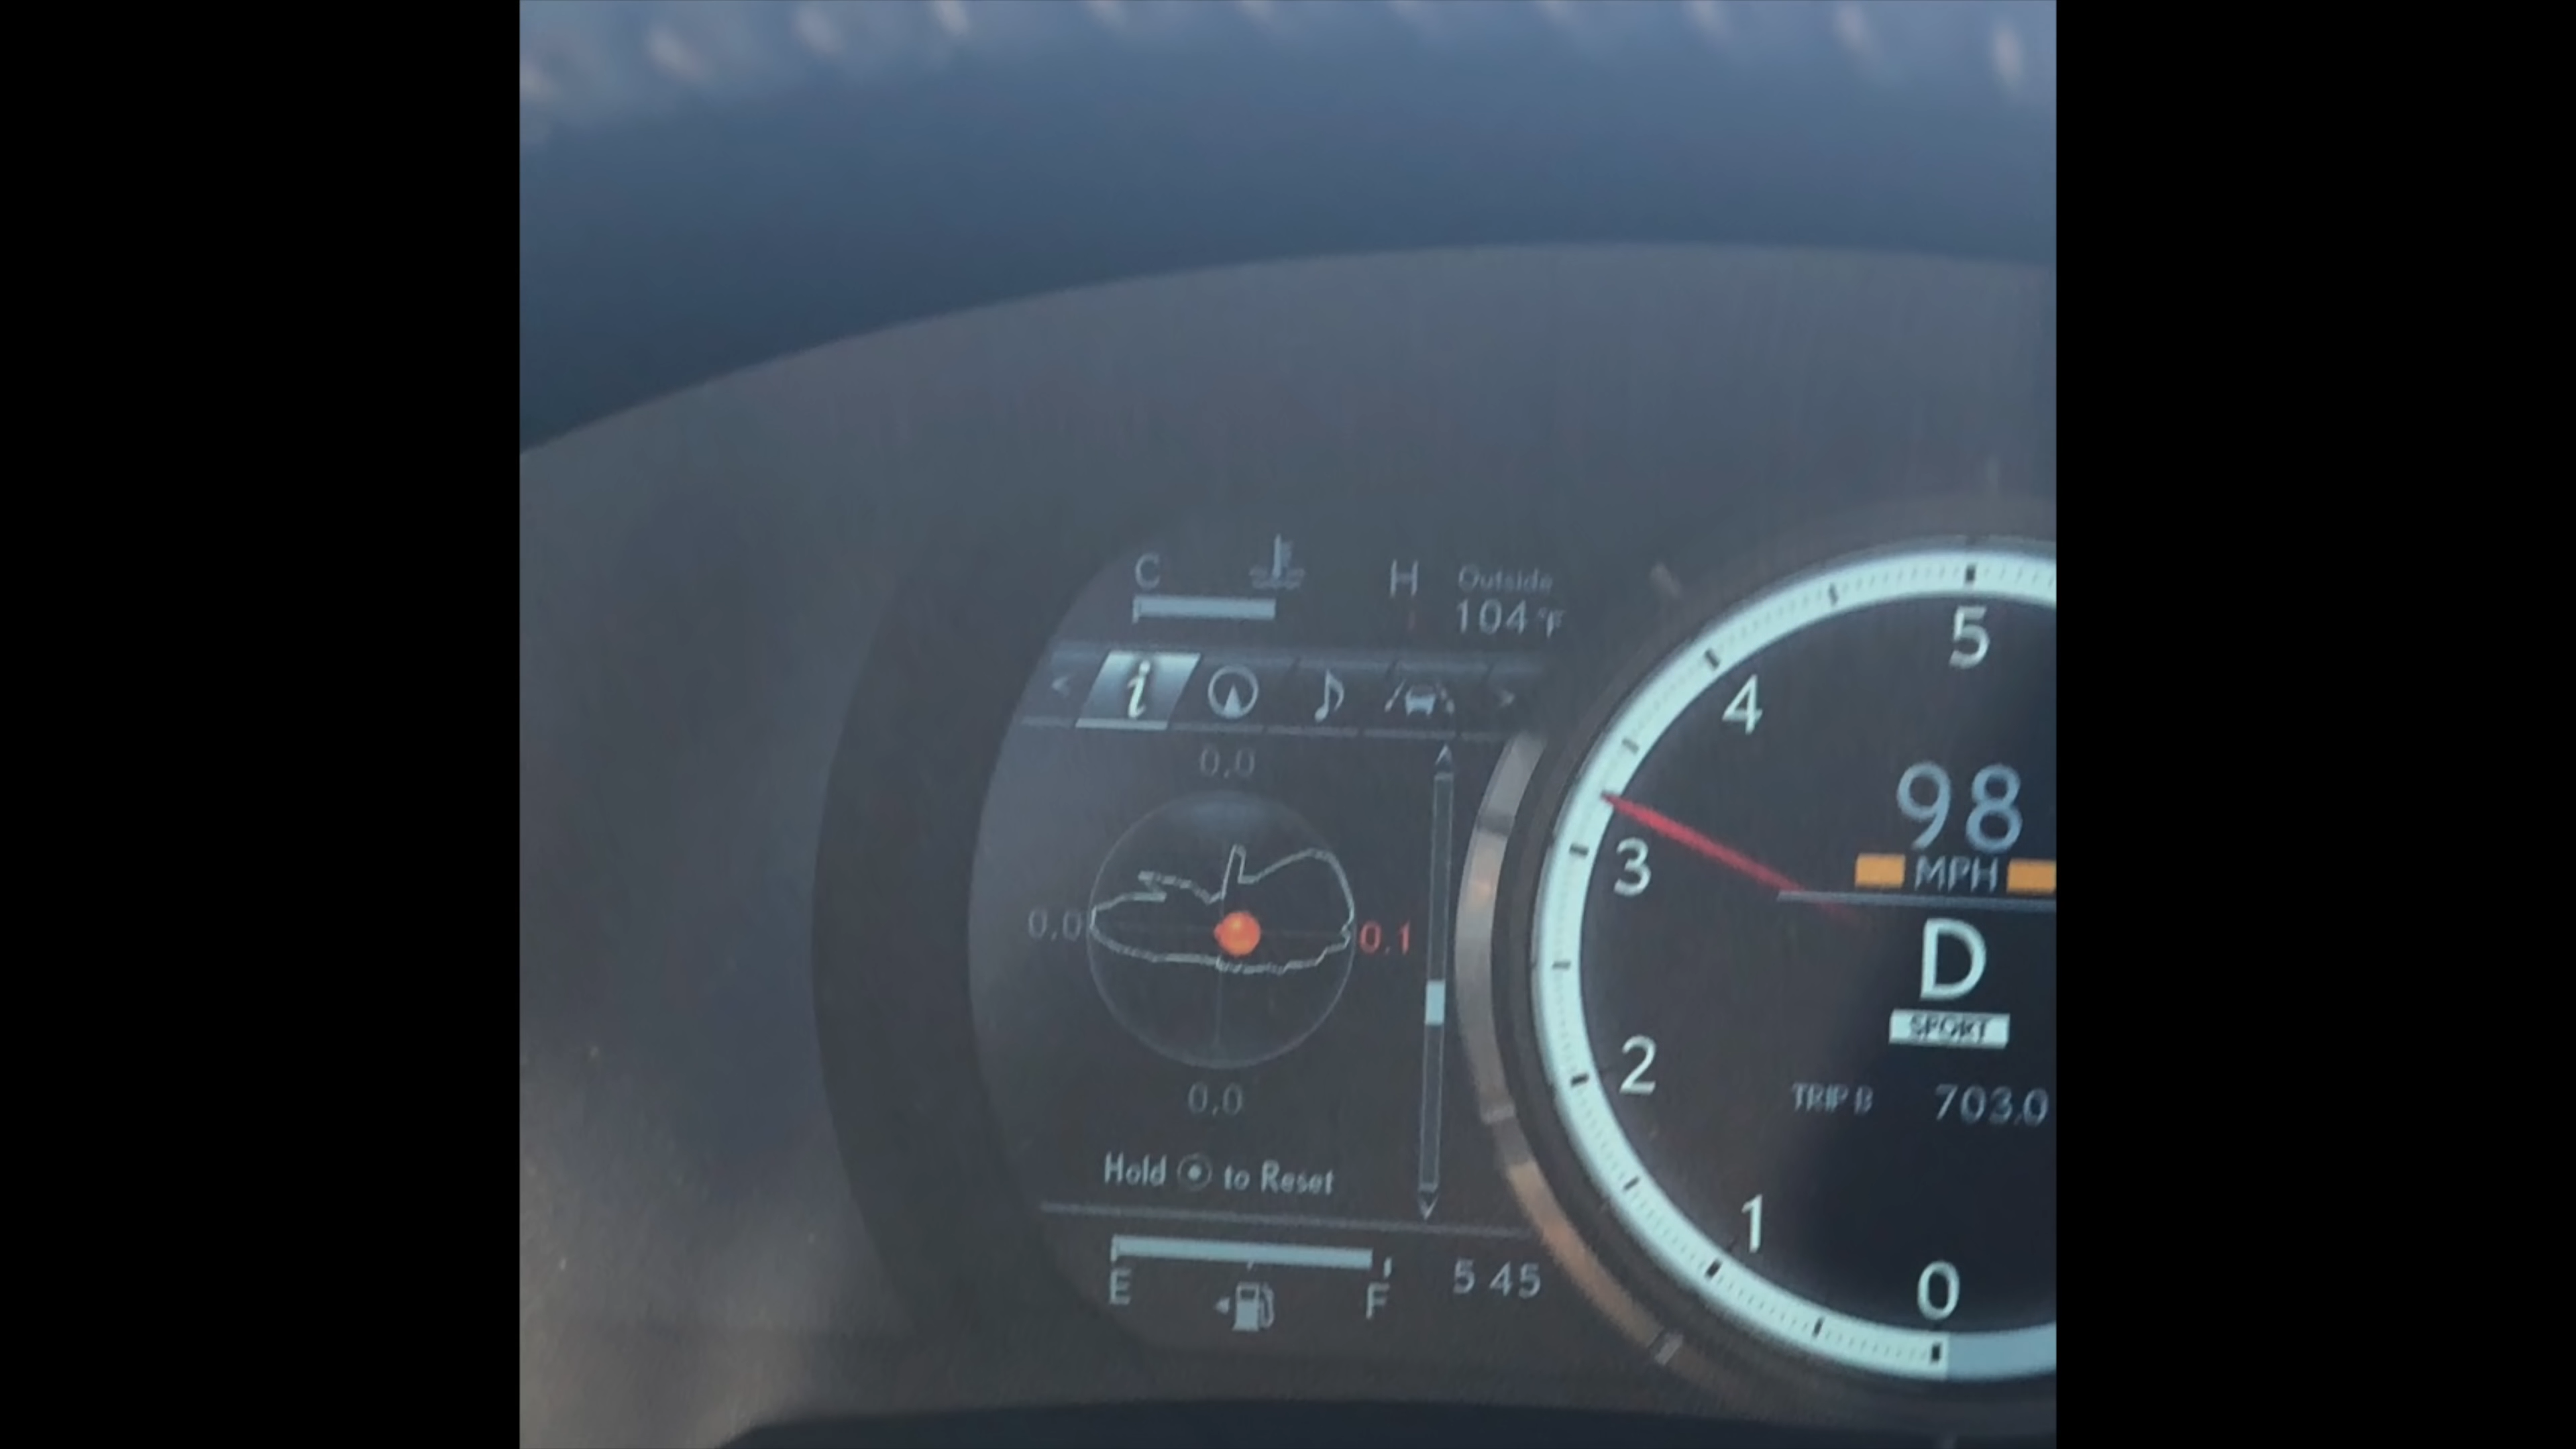 C H Outside
104°F
< i >
0.0
0.0 0.1
0.0
Hold to Reset
E F 5 45
5
4
98
3 MPH
D
SPORT
2
TRIP B 703.0
1
0